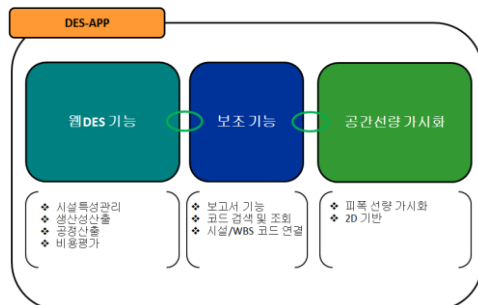 DES-APP
웹DES 기능
보조 기능
공간선량 가시화
❖ 시설특성관리
❖ 생산성산출
❖ 공정산출
❖ 비용평가
❖ 보고서 기능
❖ 코드 검색 및 조회
❖ 시설/WBS 코드 연결
❖ 피폭 선량 가시화
❖ 2D 기반